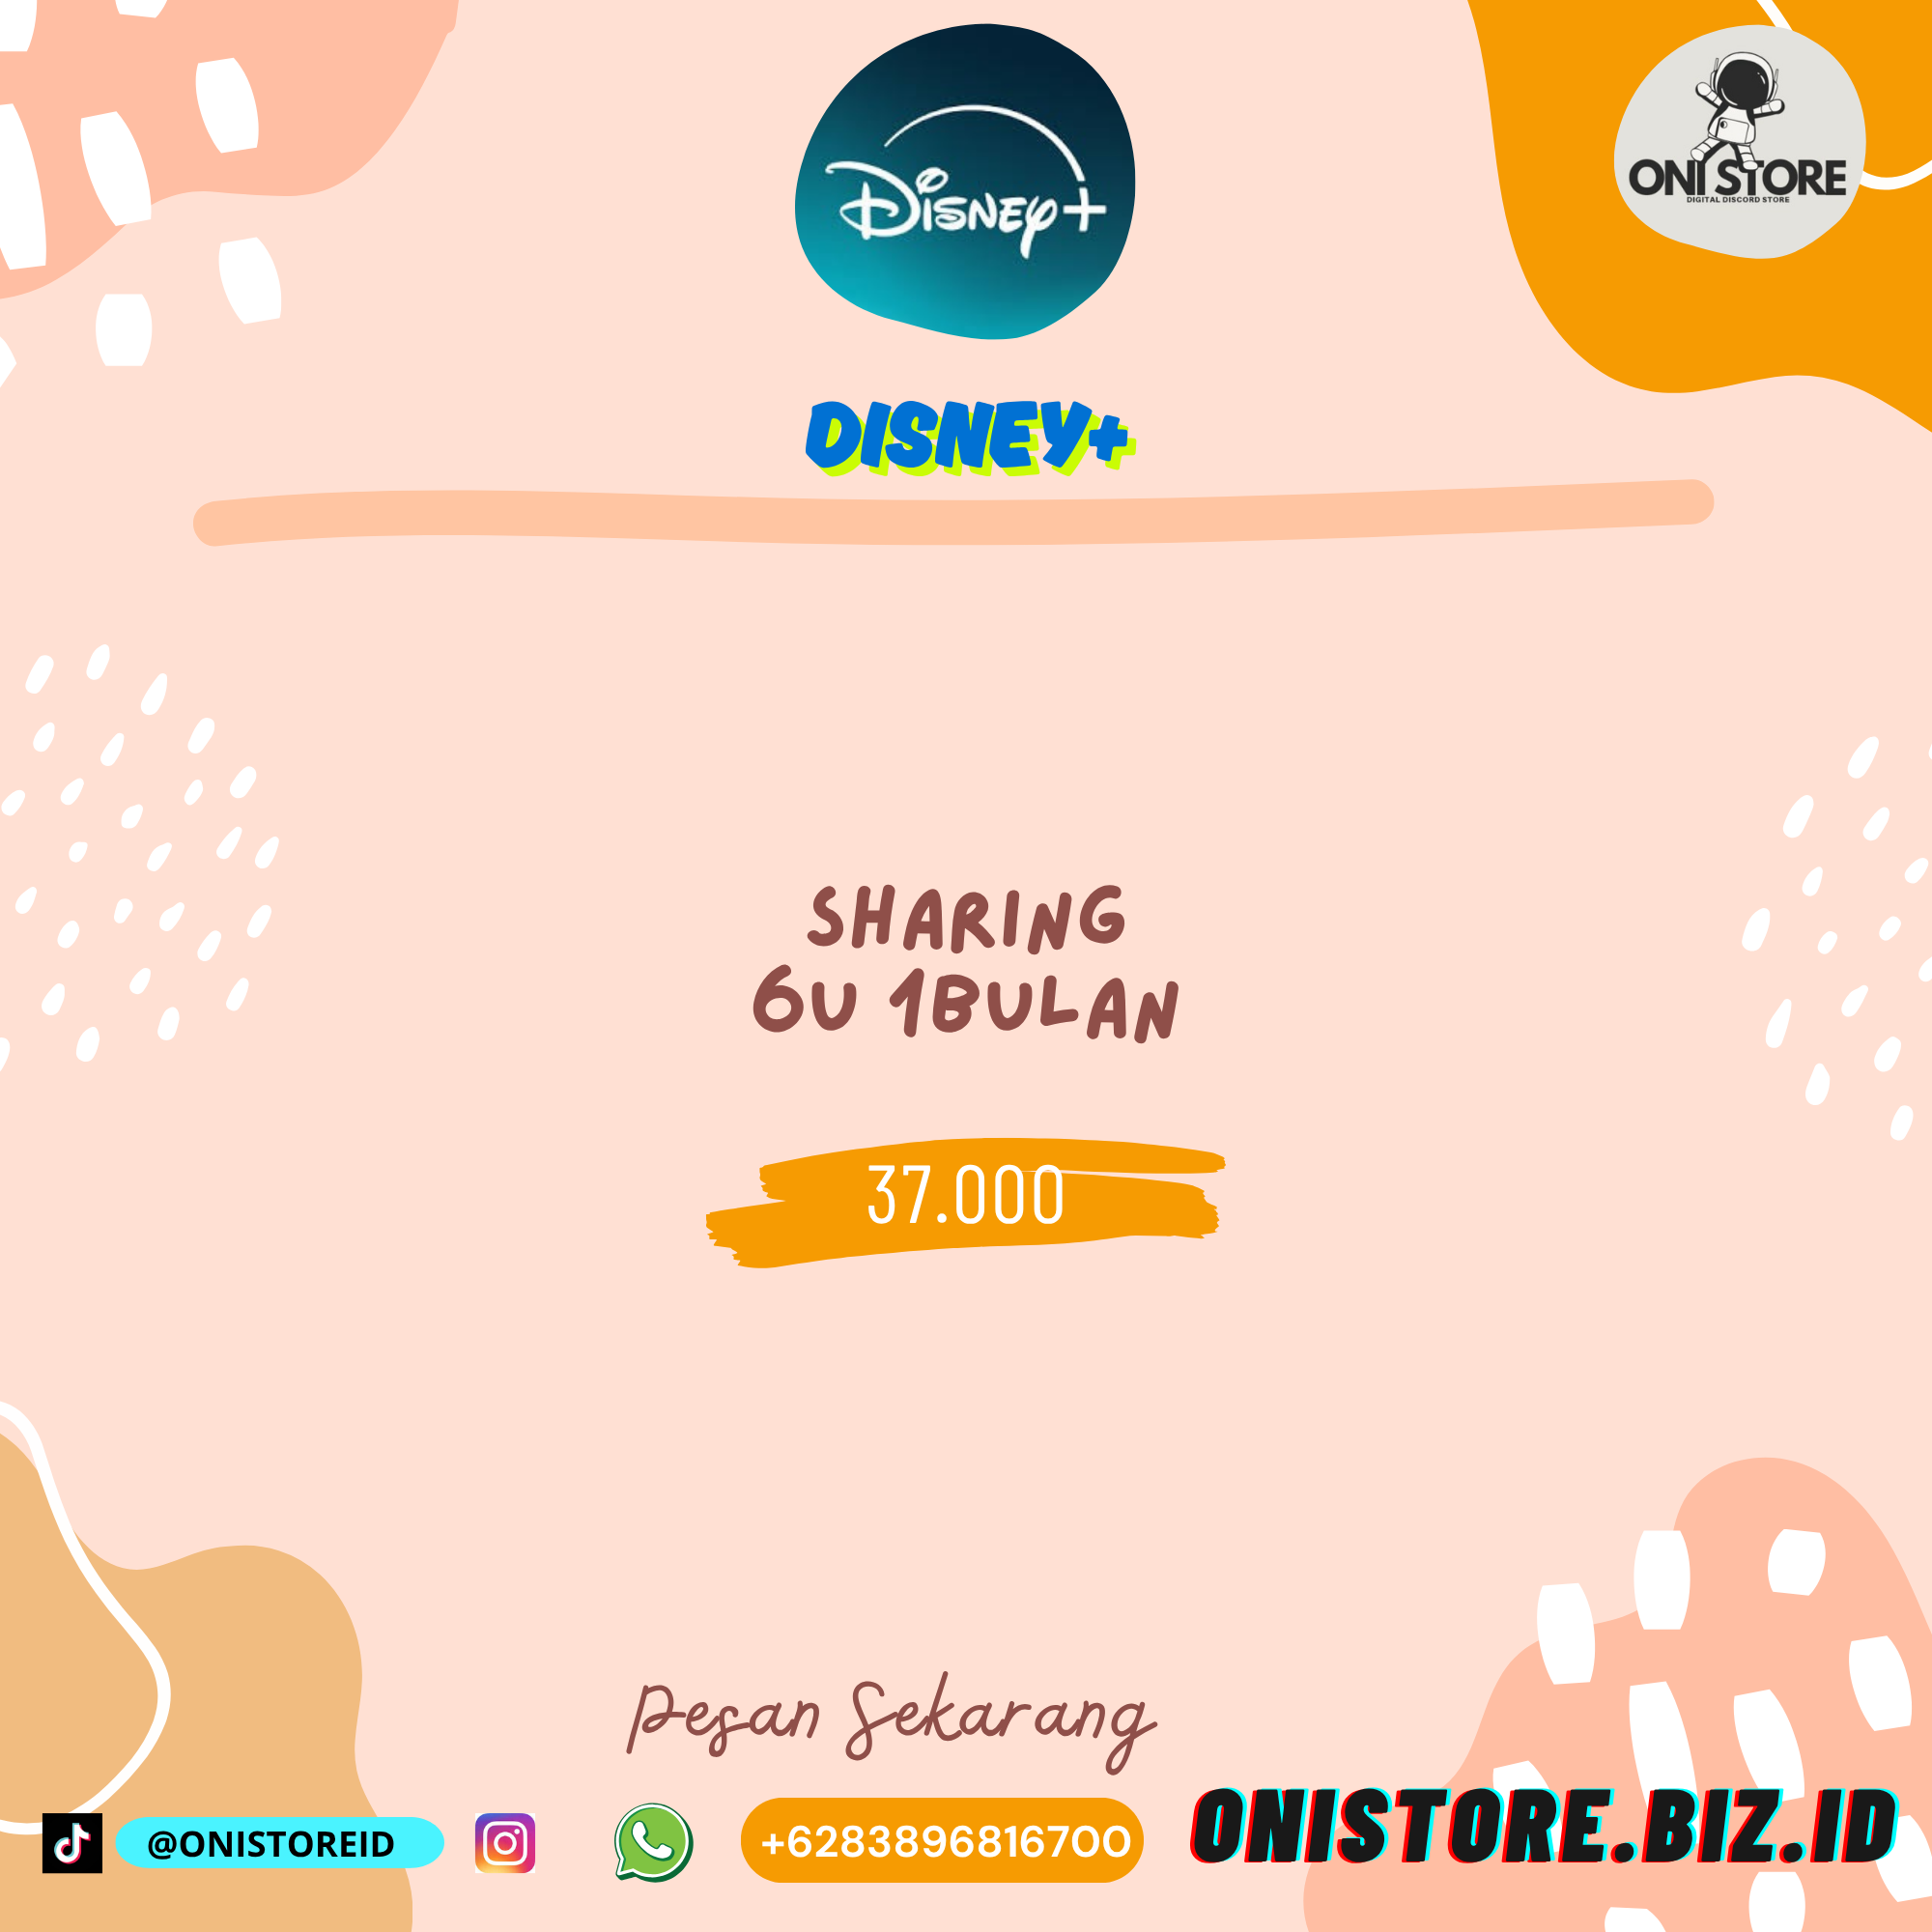 Disney+
ONI STORE
DIGITAL DISCORD STORE
DISNEY+
SHARING
6U 1BULAN
37.000
Pesan Sekarang
@ONISTOREID
+6283896816700
ONISTORE.BIZ.ID